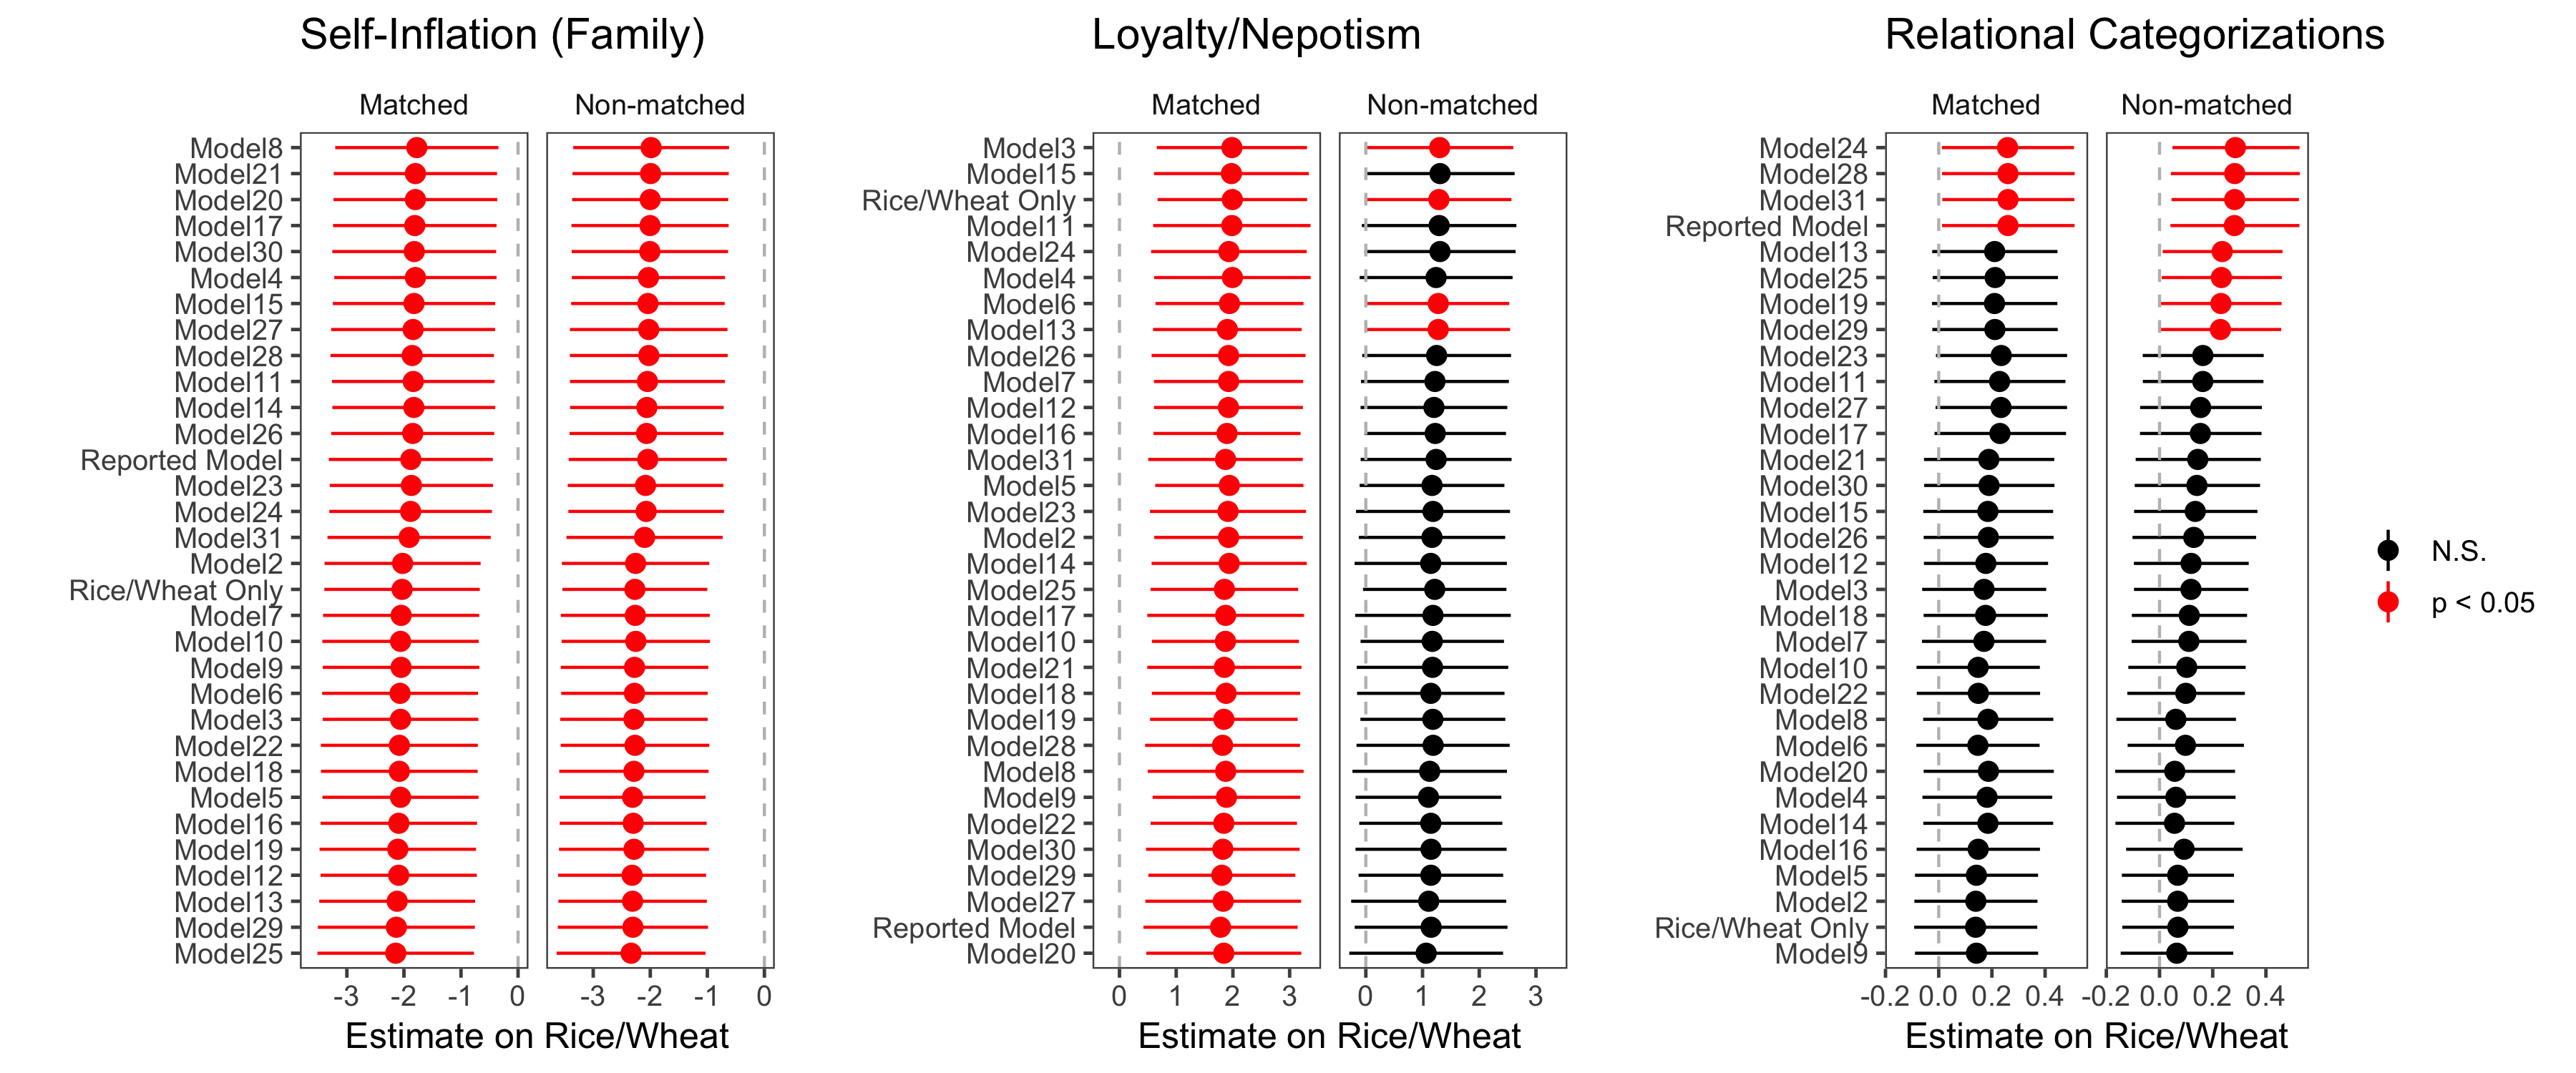 Self-Inflation (Family)
Matched
Non-matched
Model8
Model21
Model20
Model17
Model30
Model4
Model15
Model27
Model28
Model11
Model14
Model26
Reported Model
Model23
Model24
Model31
Model2
Rice/Wheat Only
Model7
Model10
Model9
Model6
Model3
Model22
Model18
Model5
Model16
Model19
Model12
Model13
Model29
Model25
-3 -2 -1 0
-3 -2 -1 0
Estimate on Rice/Wheat
Loyalty/Nepotism
Matched
Non-matched
Model3
Model15
Rice/Wheat Only
Model11
Model24
Model4
Model6
Model13
Model26
Model7
Model12
Model16
Model31
Model5
Model23
Model2
Model14
Model25
Model17
Model10
Model21
Model18
Model19
Model28
Model8
Model9
Model22
Model30
Model29
Model27
Reported Model
Model20
0 1 2 3
0 1 2 3
Estimate on Rice/Wheat
Relational Categorizations
Matched
Non-matched
Model24
Model28
Model31
Reported Model
Model13
Model25
Model19
Model29
Model23
Model11
Model27
Model17
Model21
Model30
Model15
Model26
Model12
Model3
Model18
Model7
Model10
Model22
Model8
Model6
Model20
Model4
Model14
Model16
Model5
Model2
Rice/Wheat Only
Model9
-0.2 0.0 0.2 0.4
-0.2 0.0 0.2 0.4
Estimate on Rice/Wheat
N.S.
p < 0.05